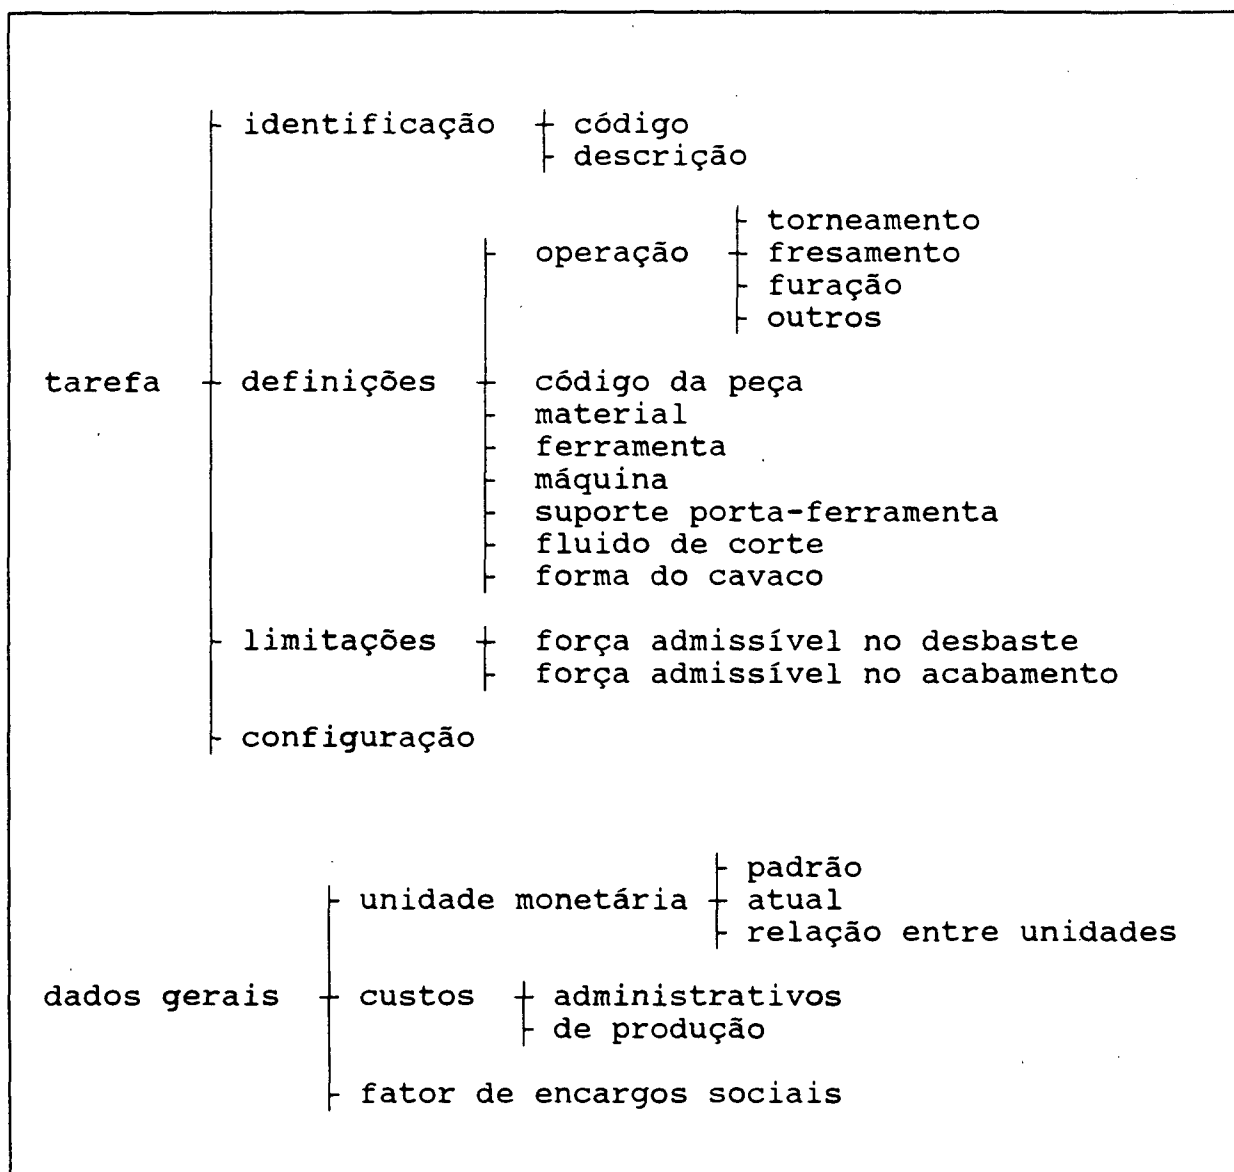 identificação código
descrição
torneamento
operação fresamento
furação
outros
tarefa definições código da peça
material
ferramenta
máquina
suporte porta-ferramenta
fluido de corte
forma do cavaco
limitações força admissível no desbaste
força admissível no acabamento
configuração
padrão
unidade monetária atual
relação entre unidades
dados gerais custos administrativos
de produção
fator de encargos sociais